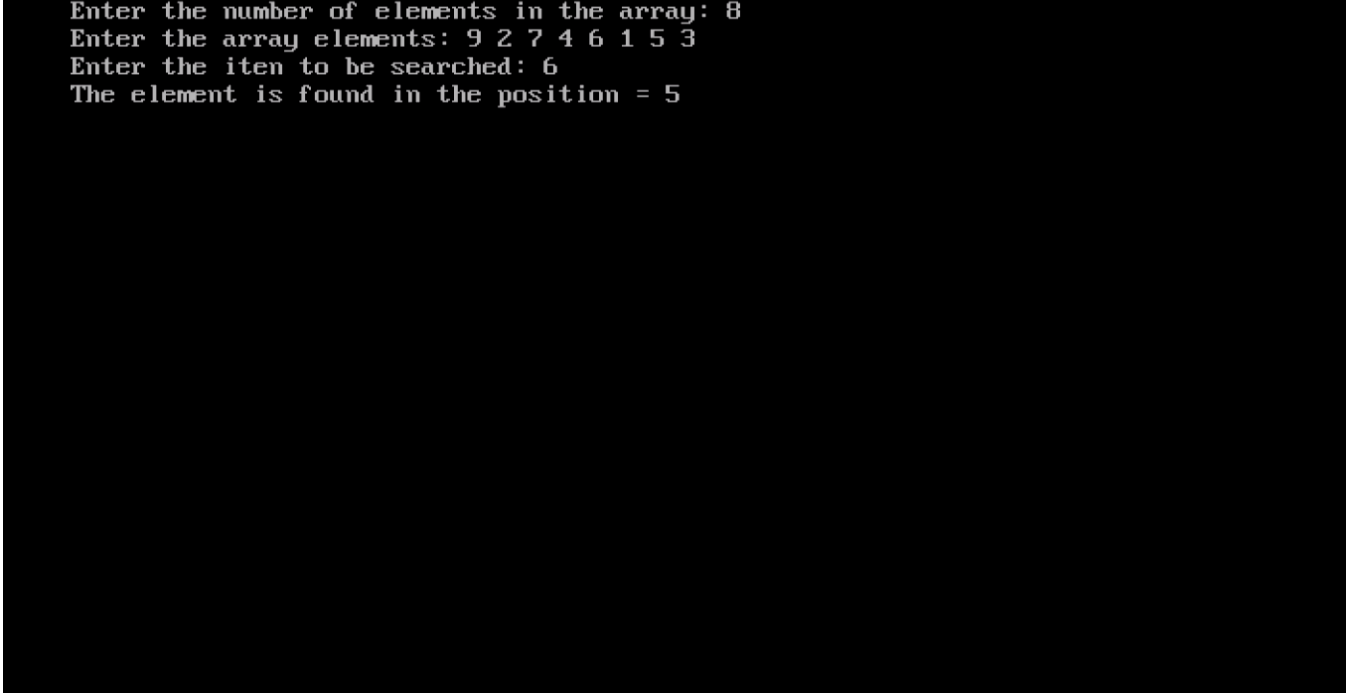 Enter the number of elements in the array: 8
Enter the array elements: 9 2 7 4 6 1 5 3
Enter the iten to be searched: 6
The element is found in the position = 5